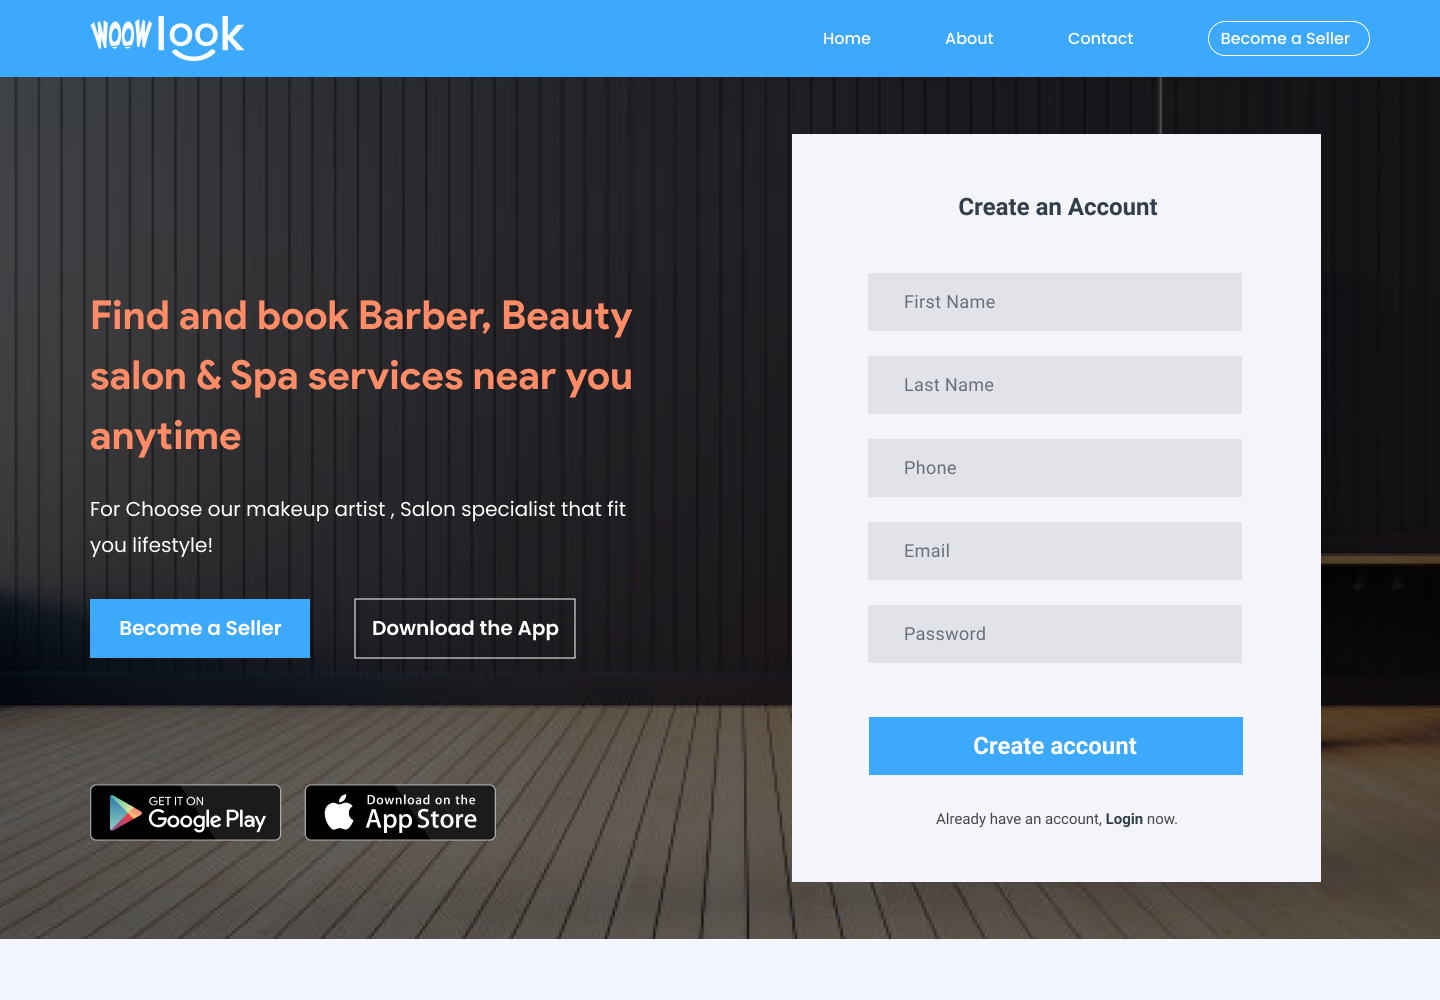 WOOW look
Home
About
Contact
Become a Seller
Find and book Barber, Beauty
salon & Spa services near you
anytime
For Choose our makeup artist , Salon specialist that fit
you lifestyle!
Become a Seller
Download the App
GET IT ON
Google Play
Download on the
App Store
Create an Account
First Name
Last Name
Phone
Email
Password
Create account
Already have an account, Login now.